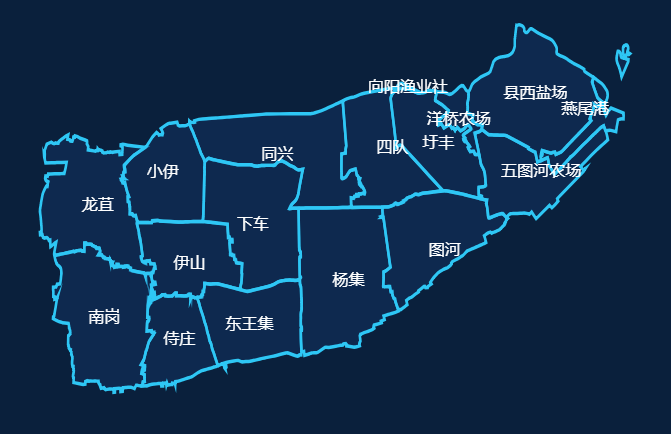 向阳渔业社
县西盐场
燕尾港
洋桥农场
圩丰
四队
同兴
小伊
五图河农场
龙苴
下车
图河
伊山
杨集
南岗
东王集
侍庄